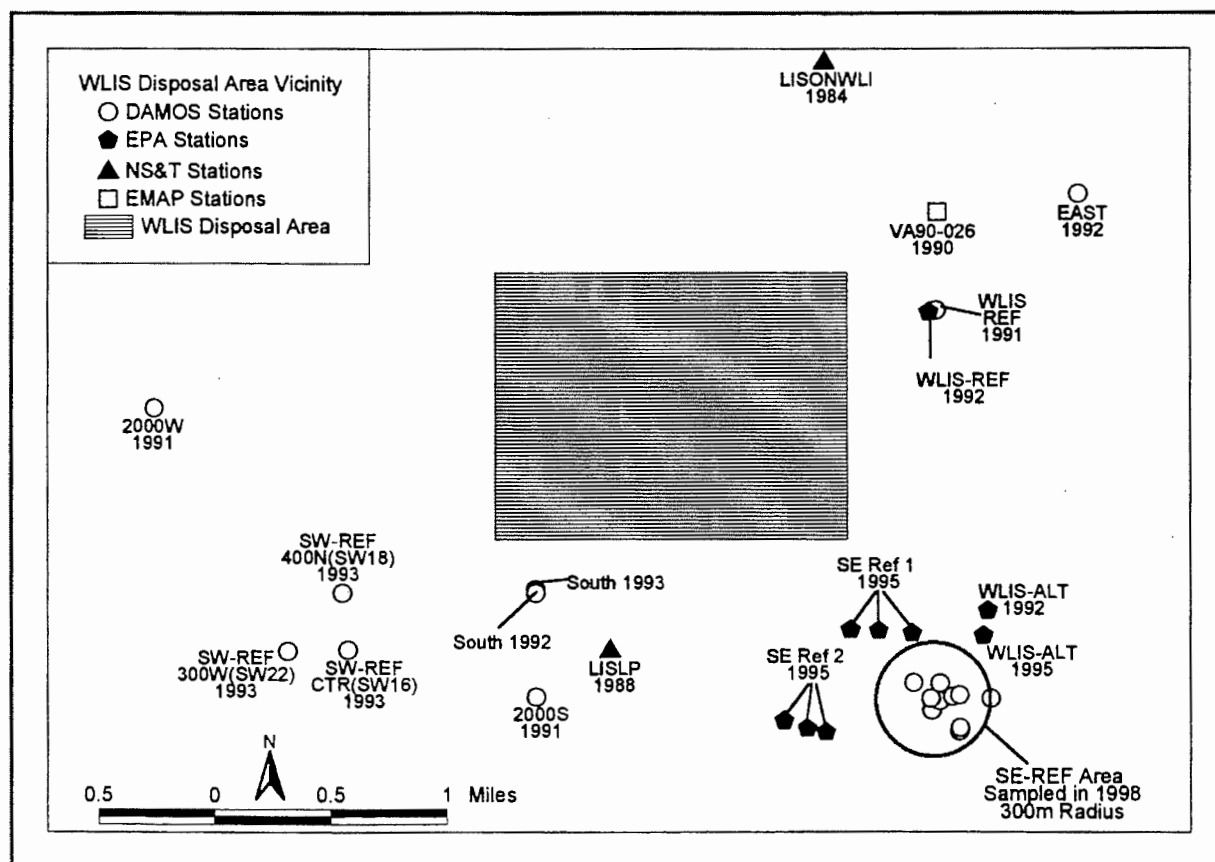 WLIS Disposal Area Vicinity
DAMOS Stations
EPA Stations
NS&T Stations
EMAP Stations
WLIS Disposal Area
LISONWLI
1984
EAST
1992
VA90-026
1990
WLIS
REF
1991
WLIS-REF
1992
2000W
1991
SW-REF
400N(SW18)
1993
South 1993
South 1992
SE Ref 1
1995
WLIS-ALT
1992
WLIS-ALT
1995
SW-REF
300W(SW22)
1993
SW-REF
CTR(SW16)
1993
LISLP
1988
SE Ref 2
1995
2000S
1991
SE-REF Area
Sampled in 1998
300m Radius
N
0.5 0 0.5 1 Miles